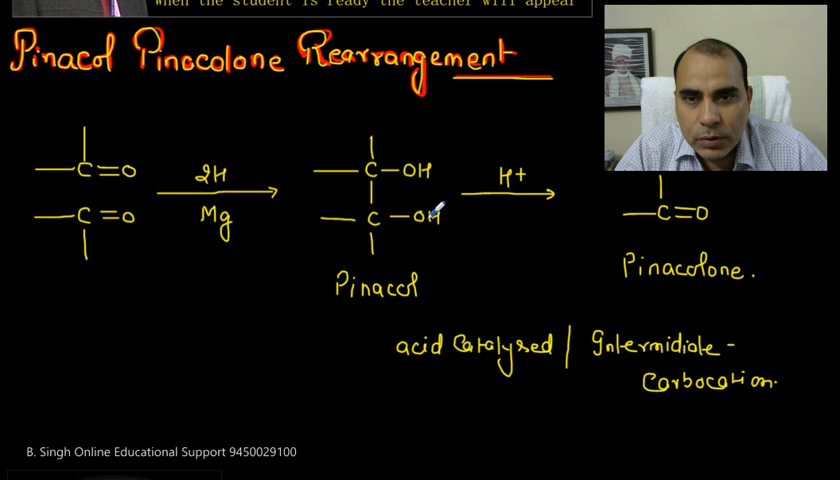 When the student is ready the teacher will appear
Pinacol Pinocolone Rearrangement
C=O
2H
C-OH
H+
C=O
Mg
C-OH
C=O
Pinacol
Pinacolone.
acid Catalysed / Intermidiate -
Carbocation.
B. Singh Online Educational Support 9450029100